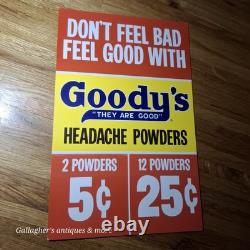 DON'T FEEL BAD
FEEL GOOD WITH
Goody's
"THEY ARE GOOD"
HEADACHE POWDERS
2 POWDERS
5¢
12 POWDERS
25¢
Gallagher's antiques & more
ebay